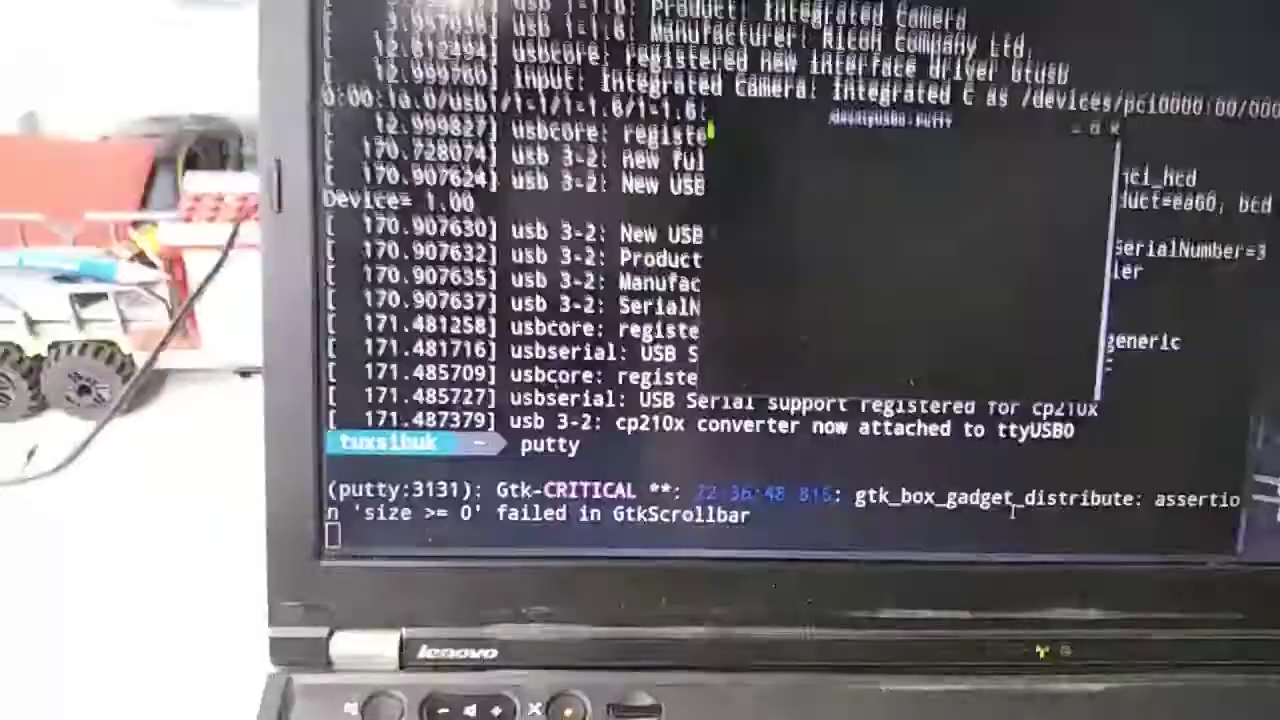 usb 1-1.6: Product: Integrated Camera
usb 1-1.6: Manufacturer: Ricoh Company Ltd.
[ 12.812494] usbcore: registered new interface driver btusb
[ 12.999760] input: Integrated Camera: Integrated C as /devices/pci0000:00/000
0:00:1a.0/usb1/1-1/1-1.6/1-1.6:
[ 12.999827] usbcore: registe
[ 170.728074] usb 3-2: new ful
[ 170.907624] usb 3-2: New USB
duct=ea60, bcd
Device= 1.00
[ 170.907630] usb 3-2: New USB
SerialNumber=3
[ 170.907632] usb 3-2: Product
ler
[ 170.907635] usb 3-2: Manufac
[ 170.907637] usb 3-2: SerialN
[ 171.481258] usbcore: registe
generic
[ 171.481716] usbserial: USB S
[ 171.485709] usbcore: registe
[ 171.485727] usbserial: USB Serial support registered for cp210x
[ 171.487379] usb 3-2: cp210x converter now attached to ttyUSB0
tuxsibuk ~ putty
(putty:3131): Gtk-CRITICAL **: 22:36:48.816: gtk_box_gadget_distribute: assertio
n 'size >= 0' failed in GtkScrollbar
lenovo